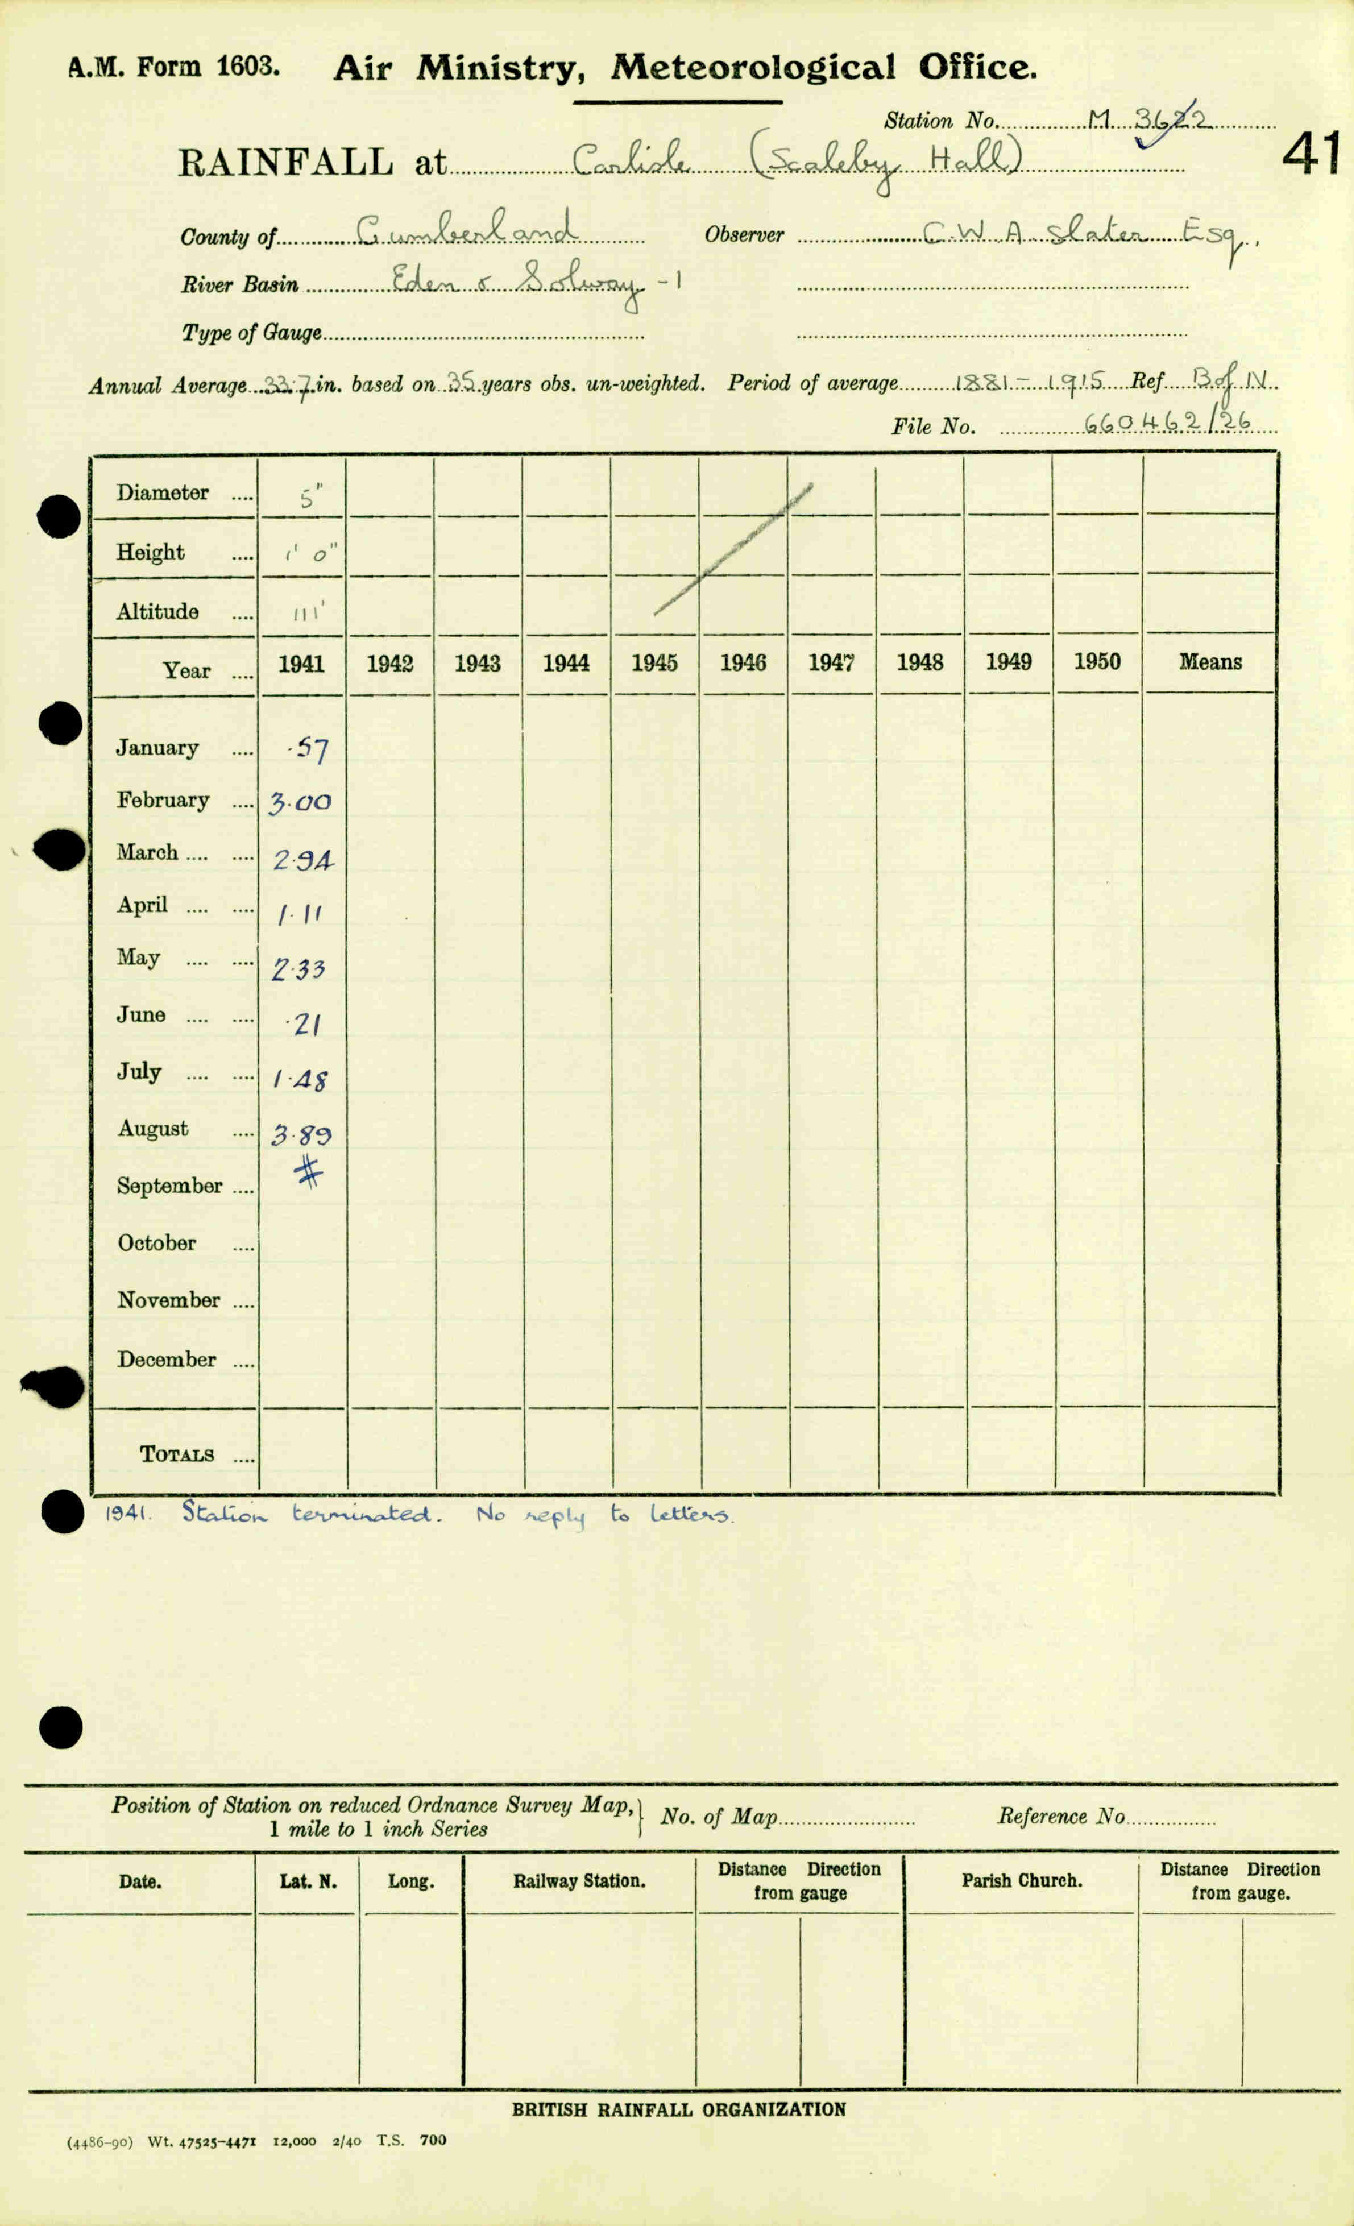 A.M. Form 1603. Air Ministry, Meteorological Office.
Station No. M 3622
RAINFALL at Carlisle (Scaleby Hall) 41
County of Cumberland Observer C.W.A Slater Esq.
River Basin Eden & Solway -1
Type of Gauge
Annual Average 33.7 in. based on 35 years obs. un-weighted. Period of average 1881-1915 Ref B of N
File No. 660462/26
Diameter .... 5"
Height .... 1' 0"
Altitude .... 111'
Year .... 1941 1942 1943 1944 1945 1946 1947 1948 1949 1950 Means
January .... .57
February .... 3.00
March .... .... 2.94
April .... .... 1.11
May .... .... 2.33
June .... .... .21
July .... .... 1.48
August .... 3.89
September .... #
October ....
November ....
December ....
TOTALS ....
1941. Station terminated. No reply to letters.
Position of Station on reduced Ordnance Survey Map, } No. of Map Reference No.
1 mile to 1 inch Series
Date. Lat. N. Long. Railway Station. Distance Direction from gauge Parish Church. Distance Direction from gauge.
BRITISH RAINFALL ORGANIZATION
(4486-90) Wt. 47525-4471 12,000 2/40 T.S. 700